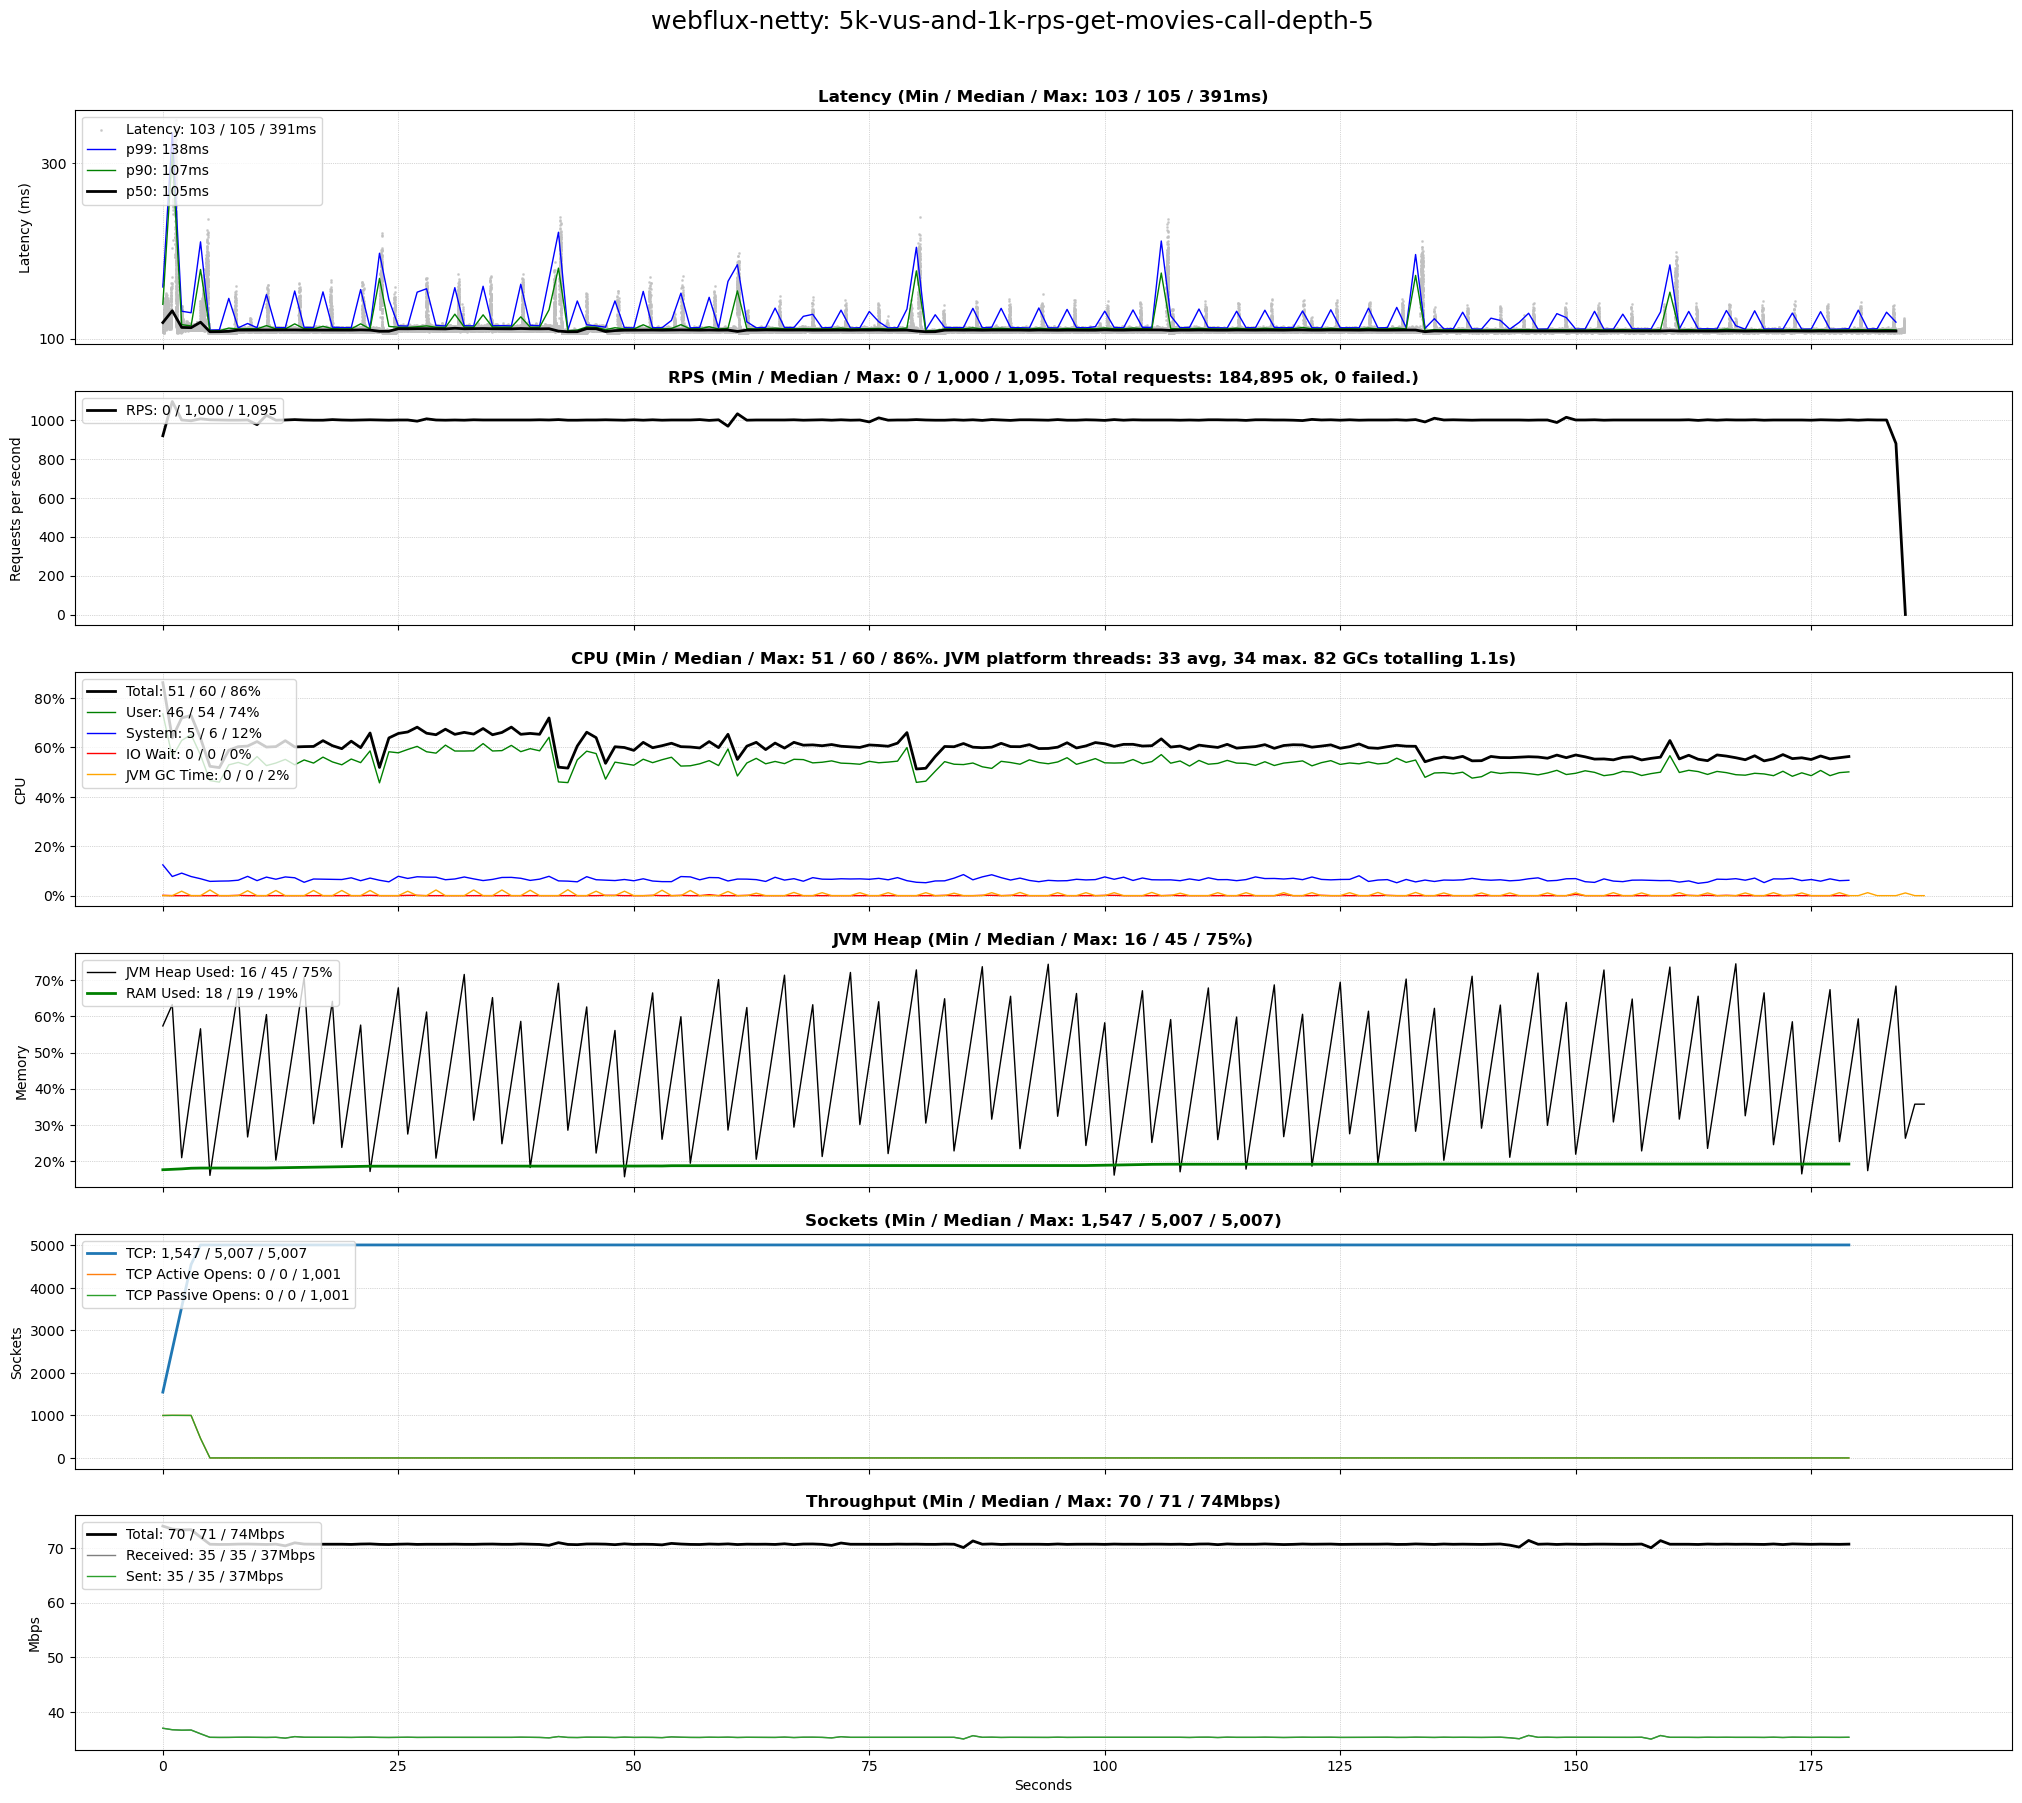 webflux-netty: 5k-vus-and-1k-rps-get-movies-call-depth-5
Latency (Min / Median / Max: 103 / 105 / 391ms)
Latency: 103 / 105 / 391ms
p99: 138ms
p90: 107ms
p50: 105ms
Latency (ms)
300
100
RPS (Min / Median / Max: 0 / 1,000 / 1,095. Total requests: 184,895 ok, 0 failed.)
RPS: 0 / 1,000 / 1,095
Requests per second
1000
800
600
400
200
0
CPU (Min / Median / Max: 51 / 60 / 86%. JVM platform threads: 33 avg, 34 max. 82 GCs totalling 1.1s)
Total: 51 / 60 / 86%
User: 46 / 54 / 74%
System: 5 / 6 / 12%
IO Wait: 0 / 0 / 0%
JVM GC Time: 0 / 0 / 2%
CPU
80%
60%
40%
20%
0%
JVM Heap (Min / Median / Max: 16 / 45 / 75%)
JVM Heap Used: 16 / 45 / 75%
RAM Used: 18 / 19 / 19%
Memory
70%
60%
50%
40%
30%
20%
Sockets (Min / Median / Max: 1,547 / 5,007 / 5,007)
TCP: 1,547 / 5,007 / 5,007
TCP Active Opens: 0 / 0 / 1,001
TCP Passive Opens: 0 / 0 / 1,001
Sockets
5000
4000
3000
2000
1000
0
Throughput (Min / Median / Max: 70 / 71 / 74Mbps)
Total: 70 / 71 / 74Mbps
Received: 35 / 35 / 37Mbps
Sent: 35 / 35 / 37Mbps
Mbps
70
60
50
40
0 25 50 75 100 125 150 175
Seconds